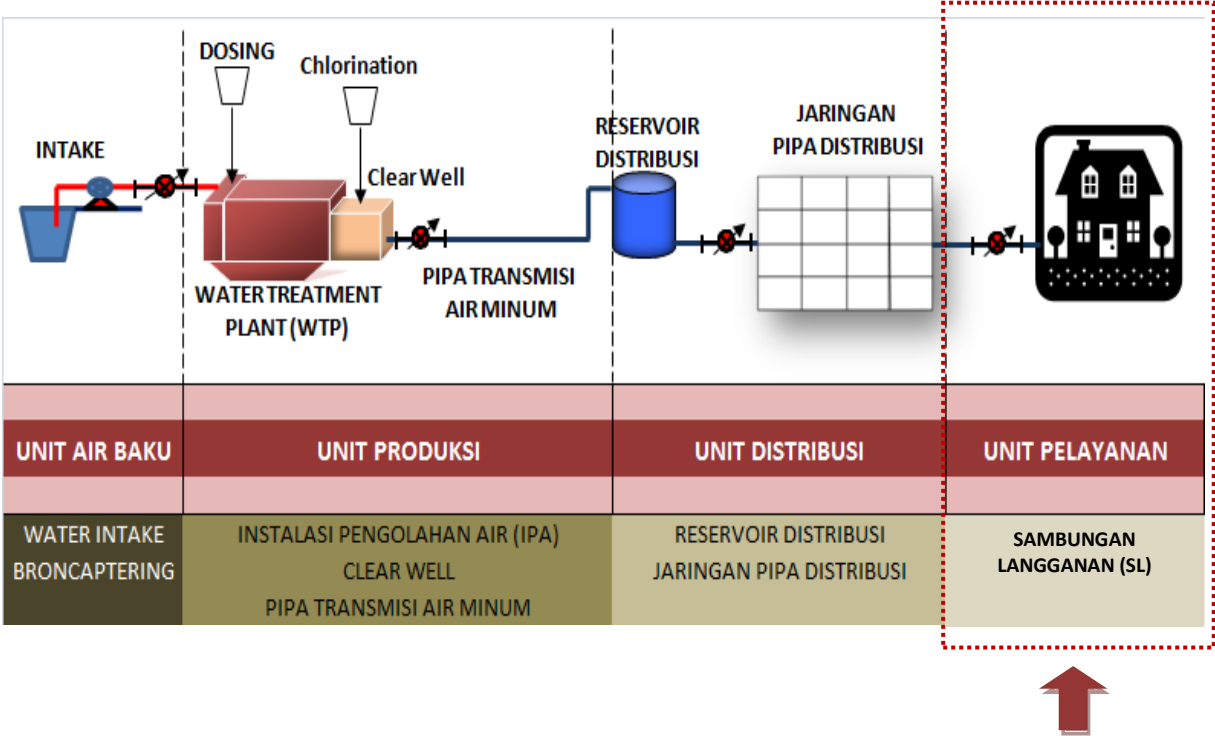 DOSING
Chlorination
INTAKE
Clear Well
WATER TREATMENT
PLANT (WTP)
PIPA TRANSMISI
AIR MINUM
RESERVOIR
DISTRIBUSI
JARINGAN
PIPA DISTRIBUSI
UNIT AIR BAKU
UNIT PRODUKSI
UNIT DISTRIBUSI
UNIT PELAYANAN
WATER INTAKE
BRONCAPTERING
INSTALASI PENGOLAHAN AIR (IPA)
CLEAR WELL
PIPA TRANSMISI AIR MINUM
RESERVOIR DISTRIBUSI
JARINGAN PIPA DISTRIBUSI
SAMBUNGAN
LANGGANAN (SL)